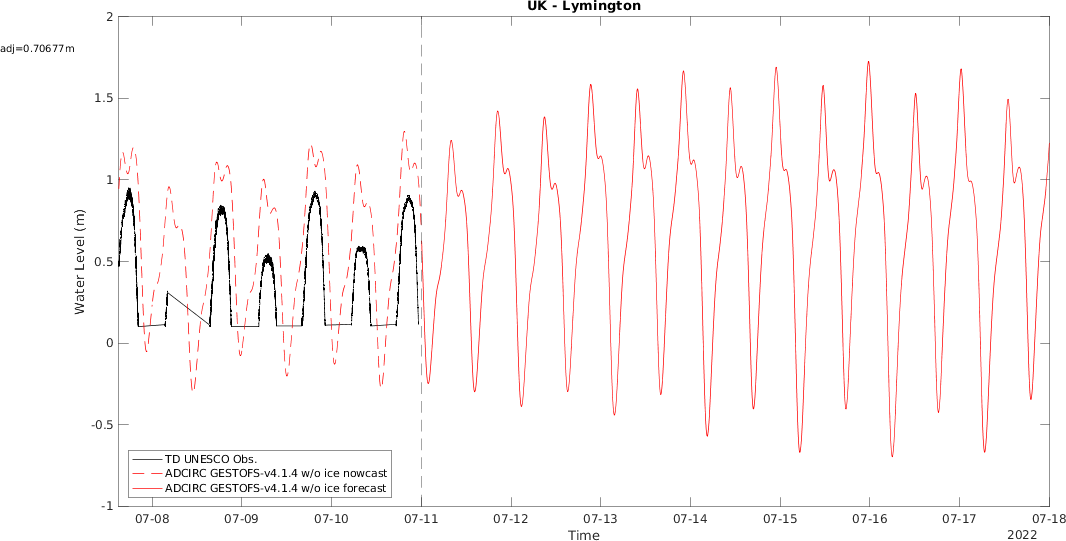 UK - Lymington
adj=0.70677m
2
1.5
1
0.5
0
-0.5
-1
Water Level (m)
TD UNESCO Obs.
ADCIRC GESTOFS-v4.1.4 w/o ice nowcast
ADCIRC GESTOFS-v4.1.4 w/o ice forecast
07-08 07-09 07-10 07-11 07-12 07-13 07-14 07-15 07-16 07-17 07-18
Time
2022